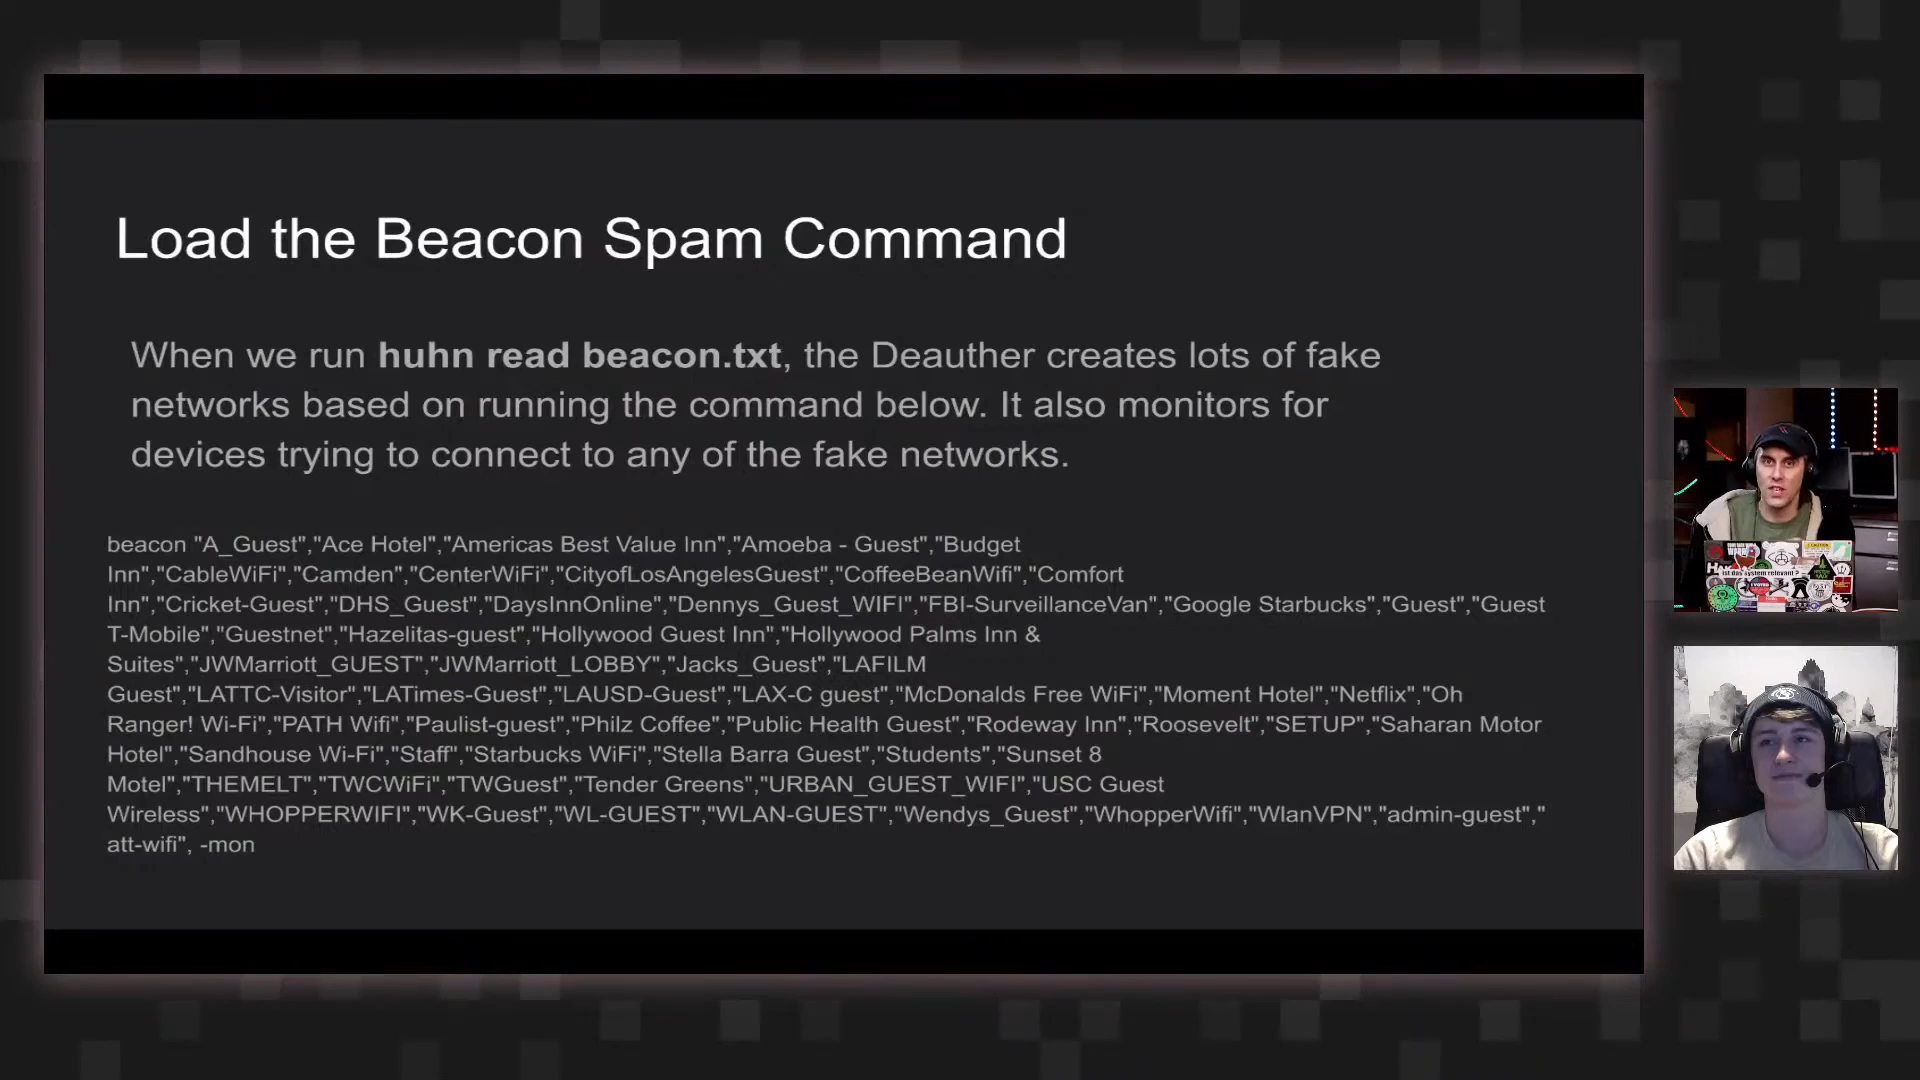 Load the Beacon Spam Command
When we run huhn read beacon.txt, the Deauther creates lots of fake
networks based on running the command below. It also monitors for
devices trying to connect to any of the fake networks.
beacon "A_Guest","Ace Hotel","Americas Best Value Inn","Amoeba - Guest","Budget
Inn","CableWiFi","Camden","CenterWiFi","CityofLosAngelesGuest","CoffeeBeanWifi","Comfort
Inn","Cricket-Guest","DHS_Guest","DaysInnOnline","Dennys_Guest_WIFI","FBI-SurveillanceVan","Google Starbucks","Guest","Guest
T-Mobile","Guestnet","Hazelitas-guest","Hollywood Guest Inn","Hollywood Palms Inn &
Suites","JWMarriott_GUEST","JWMarriott_LOBBY","Jacks_Guest","LAFILM
Guest","LATTC-Visitor","LATimes-Guest","LAUSD-Guest","LAX-C guest","McDonalds Free WiFi","Moment Hotel","Netflix","Oh
Ranger! Wi-Fi","PATH Wifi","Paulist-guest","Philz Coffee","Public Health Guest","Rodeway Inn","Roosevelt","SETUP","Saharan Motor
Hotel","Sandhouse Wi-Fi","Staff","Starbucks WiFi","Stella Barra Guest","Students","Sunset 8
Motel","THEMELT","TWCWiFi","TWGuest","Tender Greens","URBAN_GUEST_WIFI","USC Guest
Wireless","WHOPPERWIFI","WK-Guest","WL-GUEST","WLAN-GUEST","Wendys_Guest","WhopperWifi","WlanVPN","admin-guest","
att-wifi", -mon
ist das system relevant ?